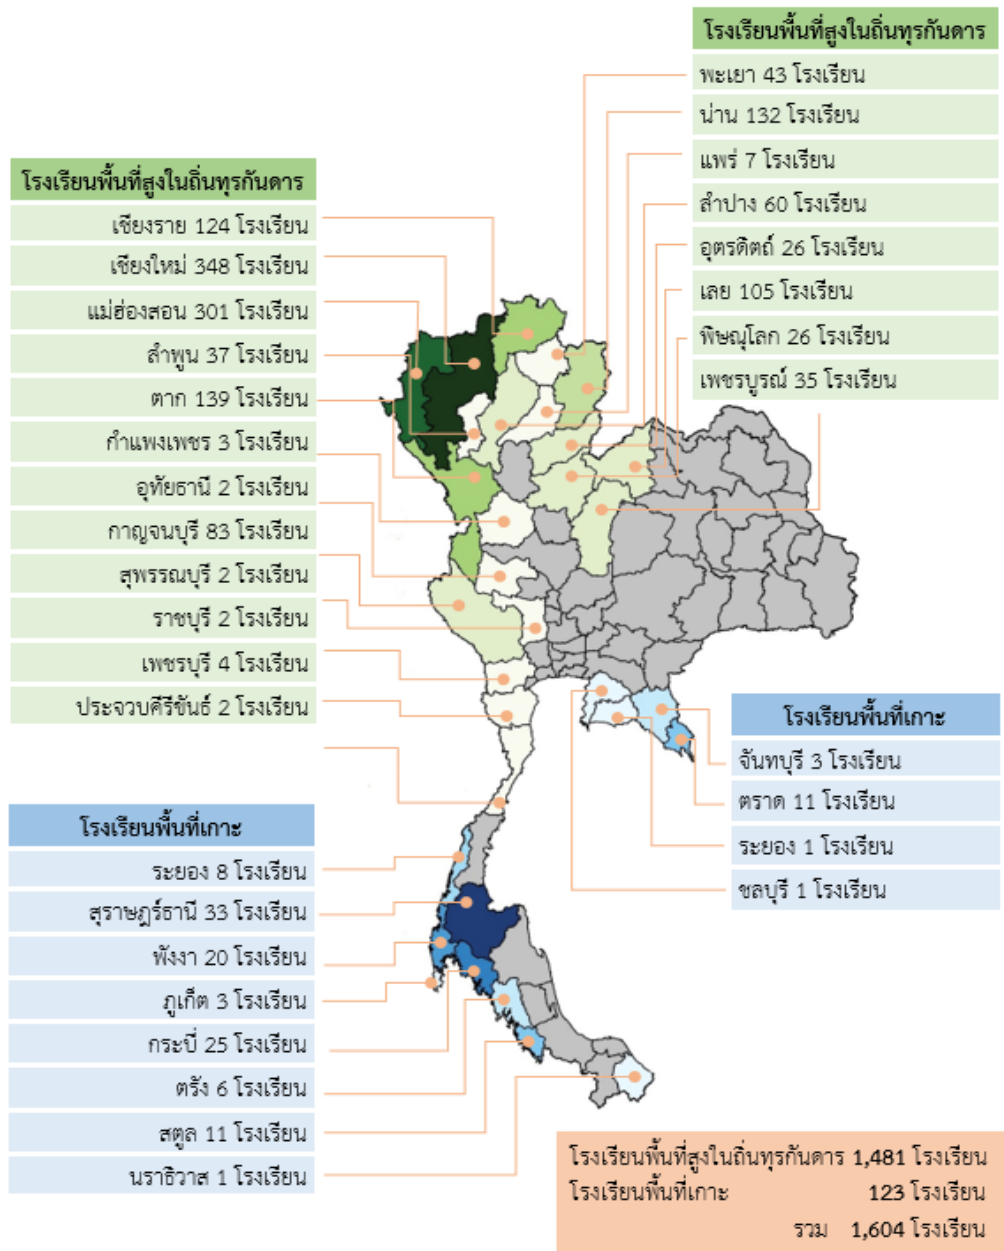 โรงเรียนพื้นที่สูงในถิ่นทุรกันดาร
พะเยา 43 โรงเรียน
น่าน 132 โรงเรียน
แพร่ 7 โรงเรียน
ลำปาง 60 โรงเรียน
อุตรดิตถ์ 26 โรงเรียน
เลย 105 โรงเรียน
พิษณุโลก 26 โรงเรียน
เพชรบูรณ์ 35 โรงเรียน
โรงเรียนพื้นที่สูงในถิ่นทุรกันดาร
เชียงราย 124 โรงเรียน
เชียงใหม่ 348 โรงเรียน
แม่ฮ่องสอน 301 โรงเรียน
ลำพูน 37 โรงเรียน
ตาก 139 โรงเรียน
กำแพงเพชร 3 โรงเรียน
อุทัยธานี 2 โรงเรียน
กาญจนบุรี 83 โรงเรียน
สุพรรณบุรี 2 โรงเรียน
ราชบุรี 2 โรงเรียน
เพชรบุรี 4 โรงเรียน
ประจวบคีรีขันธ์ 2 โรงเรียน
โรงเรียนพื้นที่เกาะ
จันทบุรี 3 โรงเรียน
ตราด 11 โรงเรียน
ระยอง 1 โรงเรียน
ชลบุรี 1 โรงเรียน
โรงเรียนพื้นที่เกาะ
ระยอง 8 โรงเรียน
สุราษฎร์ธานี 33 โรงเรียน
พังงา 20 โรงเรียน
ภูเก็ต 3 โรงเรียน
กระบี่ 25 โรงเรียน
ตรัง 6 โรงเรียน
สตูล 11 โรงเรียน
นราธิวาส 1 โรงเรียน
โรงเรียนพื้นที่สูงในถิ่นทุรกันดาร 1,481 โรงเรียน
โรงเรียนพื้นที่เกาะ 123 โรงเรียน
รวม 1,604 โรงเรียน